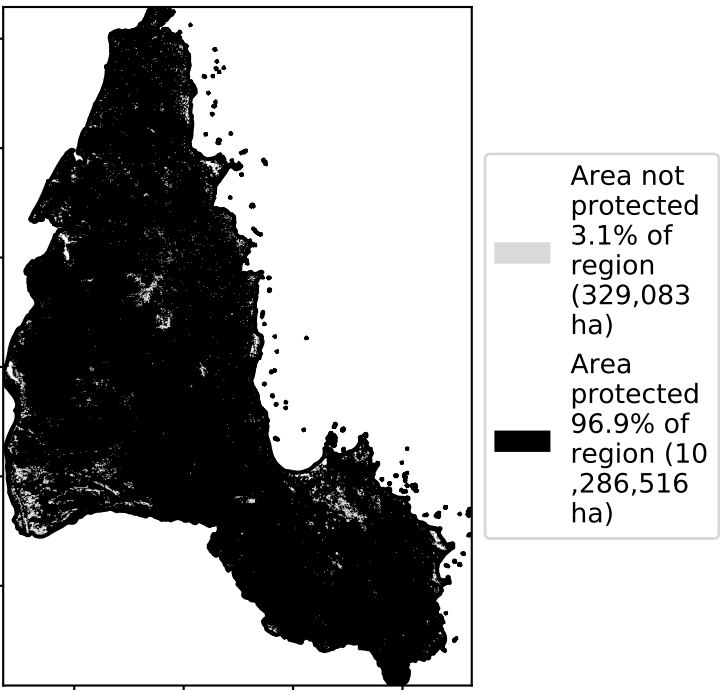 Area not
protected
3.1% of
region
(329,083
ha)
Area
protected
96.9% of
region (10
,286,516
ha)